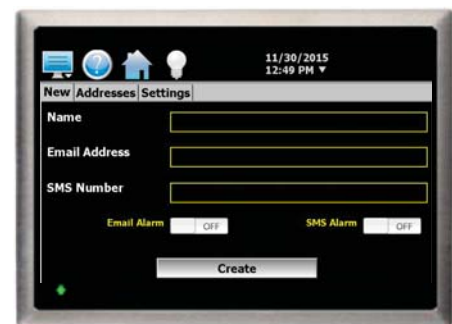 11/30/2015
12:49 PM ▼
New Addresses Settings
Name
Email Address
SMS Number
Email Alarm OFF SMS Alarm OFF
Create